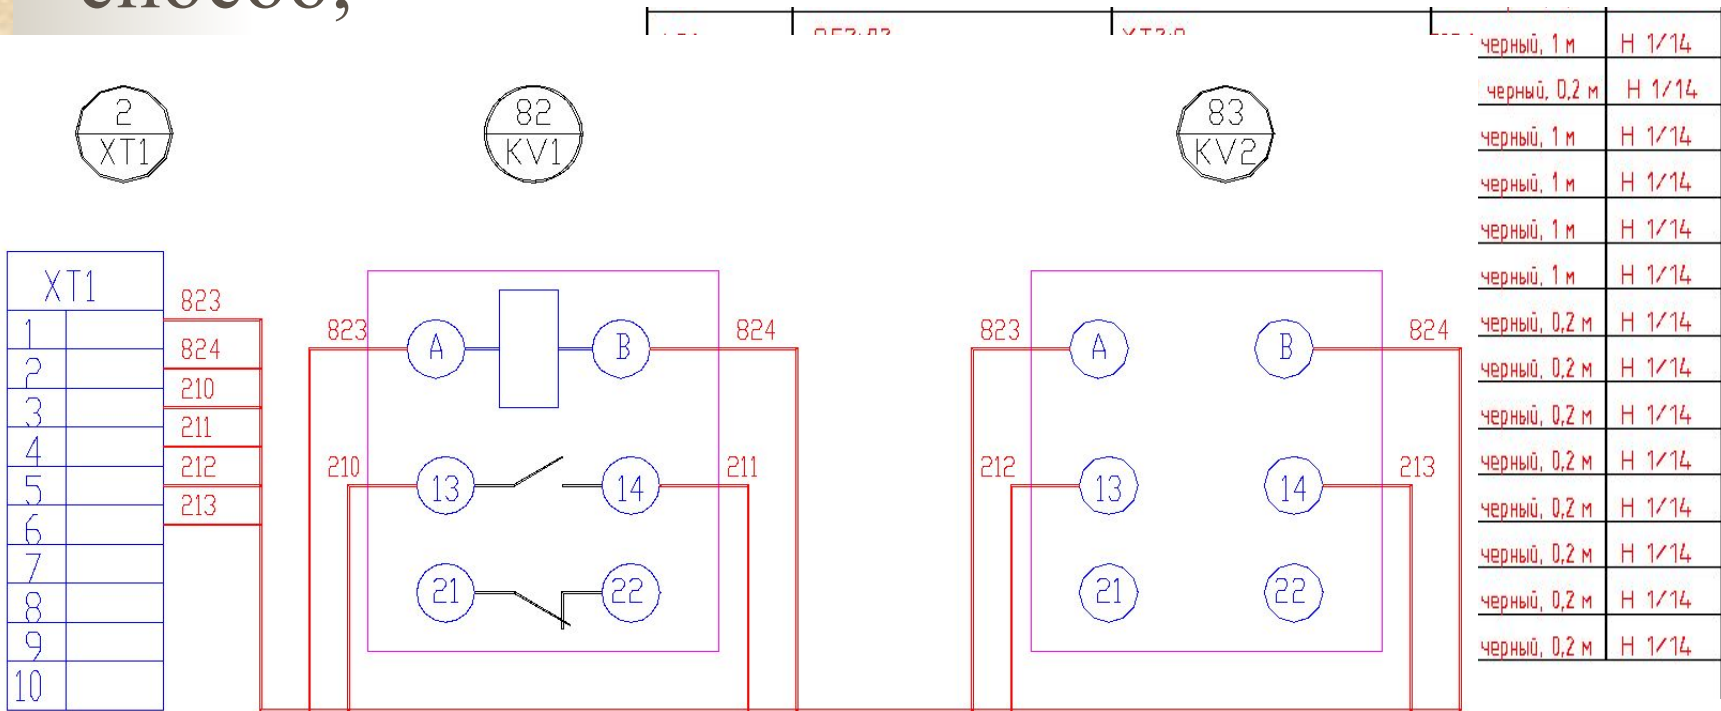 способ,
2
XT1
82
KV1
83
KV2
XT1
1
2
3
4
5
6
7
8
9
10
823
824
210
211
212
213
823
A
B
824
210
13
14
211
21
22
823
A
B
824
212
13
14
213
21
22
черный, 1 м H 1/14
черный, 0,2 м H 1/14
черный, 1 м H 1/14
черный, 1 м H 1/14
черный, 1 м H 1/14
черный, 1 м H 1/14
черный, 0,2 м H 1/14
черный, 0,2 м H 1/14
черный, 0,2 м H 1/14
черный, 0,2 м H 1/14
черный, 0,2 м H 1/14
черный, 0,2 м H 1/14
черный, 0,2 м H 1/14
черный, 0,2 м H 1/14